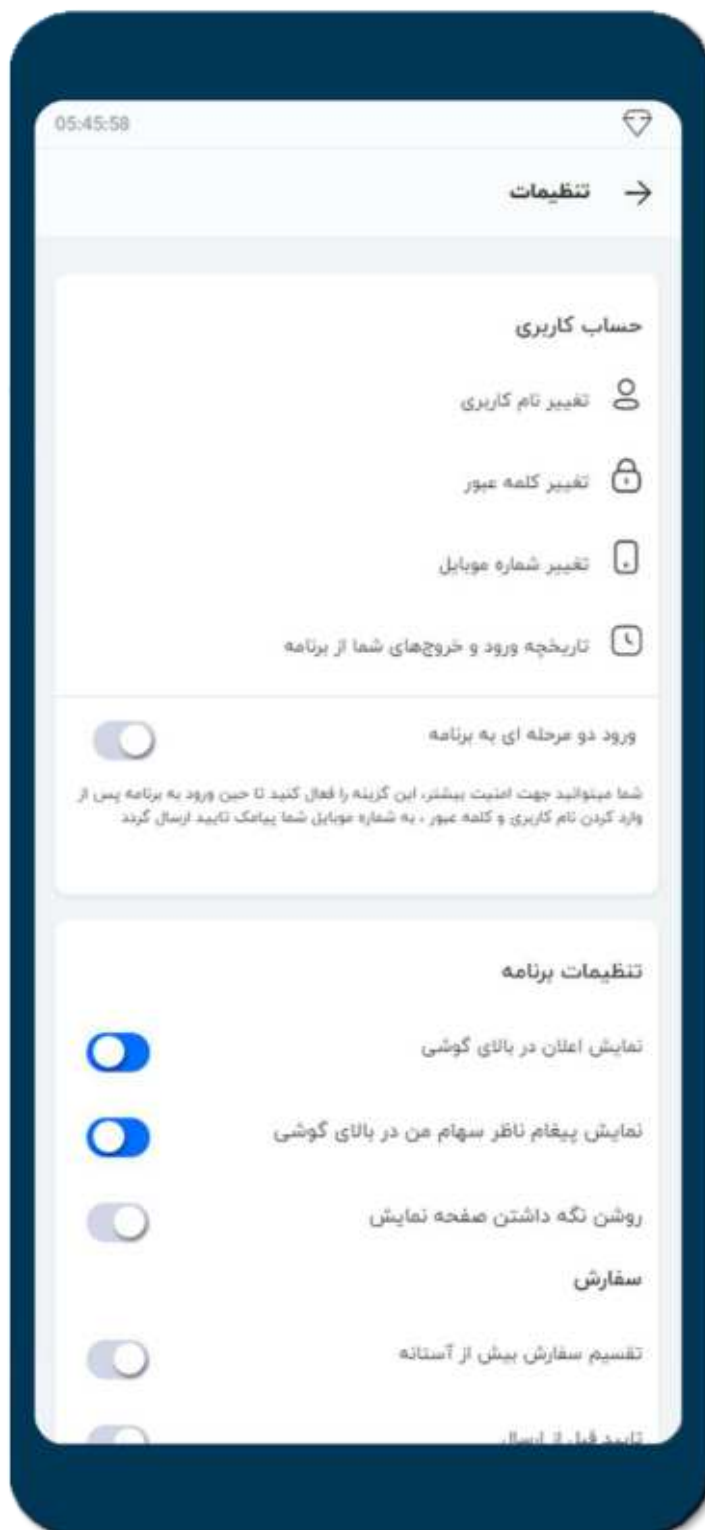 05:45:58
تنظیمات
حساب کاربری
تغییر نام کاربری
تغییر کلمه عبور
تغییر شماره موبایل
تاریخچه ورود و خروج‌های شما از برنامه
ورود دو مرحله ای به برنامه
شما میتوانید جهت امنیت بیشتر، این گزینه را فعال کنید تا حین ورود به برنامه پس از
وارد کردن نام کاربری و کلمه عبور ، به شماره موبایل شما پیامک تایید ارسال گردد
تنظیمات برنامه
نمایش اعلان در بالای گوشی
نمایش پیغام ناظر سهام من در بالای گوشی
روشن نگه داشتن صفحه نمایش
سفارش
تقسیم سفارش بیش از آستانه
تایید قبل از ارسال